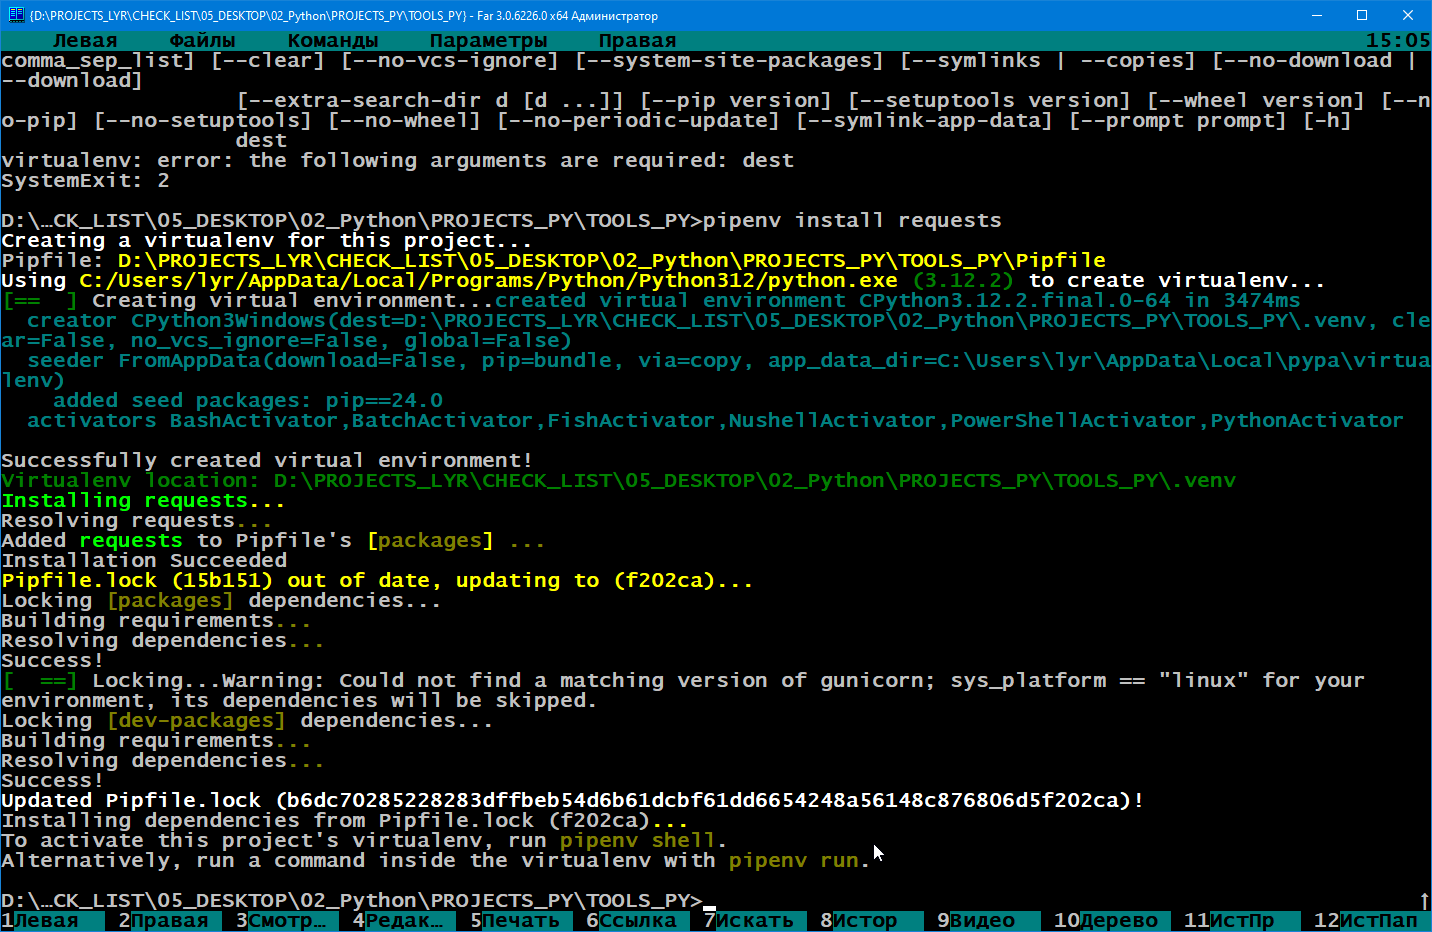 {D:\PROJECTS_LYR\CHECK_LIST\05_DESKTOP\02_Python\PROJECTS_PY\TOOLS_PY} - Far 3.0.6226.0 x64 Администратор
Левая Файлы Команды Параметры Правая 15:05
comma_sep_list] [--clear] [--no-vcs-ignore] [--system-site-packages] [--symlinks | --copies] [--no-download |
--download]
[--extra-search-dir d [d ...]] [--pip version] [--setuptools version] [--wheel version] [--n
o-pip] [--no-setuptools] [--no-wheel] [--no-periodic-update] [--symlink-app-data] [--prompt prompt] [-h]
dest
virtualenv: error: the following arguments are required: dest
SystemExit: 2
D:\…CK_LIST\05_DESKTOP\02_Python\PROJECTS_PY\TOOLS_PY>pipenv install requests
Creating a virtualenv for this project...
Pipfile: D:\PROJECTS_LYR\CHECK_LIST\05_DESKTOP\02_Python\PROJECTS_PY\TOOLS_PY\Pipfile
Using C:/Users/lyr/AppData/Local/Programs/Python/Python312/python.exe (3.12.2) to create virtualenv...
[==  ] Creating virtual environment...created virtual environment CPython3.12.2.final.0-64 in 3474ms
creator CPython3Windows(dest=D:\PROJECTS_LYR\CHECK_LIST\05_DESKTOP\02_Python\PROJECTS_PY\TOOLS_PY\.venv, cle
ar=False, no_vcs_ignore=False, global=False)
seeder FromAppData(download=False, pip=bundle, via=copy, app_data_dir=C:\Users\lyr\AppData\Local\pypa\virtua
lenv)
added seed packages: pip==24.0
activators BashActivator,BatchActivator,FishActivator,NushellActivator,PowerShellActivator,PythonActivator
Successfully created virtual environment!
Virtualenv location: D:\PROJECTS_LYR\CHECK_LIST\05_DESKTOP\02_Python\PROJECTS_PY\TOOLS_PY\.venv
Installing requests...
Resolving requests...
Added requests to Pipfile's [packages] ...
Installation Succeeded
Pipfile.lock (15b151) out of date, updating to (f202ca)...
Locking [packages] dependencies...
Building requirements...
Resolving dependencies...
Success!
[  ==] Locking...Warning: Could not find a matching version of gunicorn; sys_platform == "linux" for your
environment, its dependencies will be skipped.
Locking [dev-packages] dependencies...
Building requirements...
Resolving dependencies...
Success!
Updated Pipfile.lock (b6dc70285228283dffbeb54d6b61dcbf61dd6654248a56148c876806d5f202ca)!
Installing dependencies from Pipfile.lock (f202ca)...
To activate this project's virtualenv, run pipenv shell.
Alternatively, run a command inside the virtualenv with pipenv run.
D:\…CK_LIST\05_DESKTOP\02_Python\PROJECTS_PY\TOOLS_PY>
1Левая 2Правая 3Смотр… 4Редак… 5Печать 6Ссылка 7Искать 8Истор 9Видео 10Дерево 11ИстПр 12ИстПап